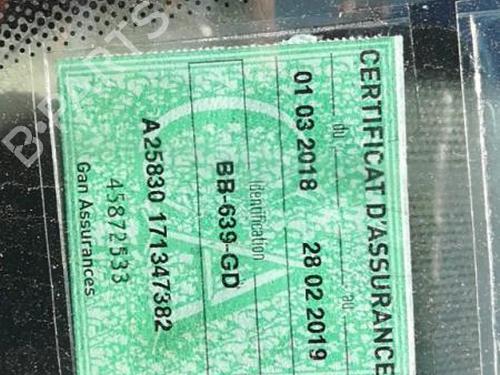 CERTIFICAT D'ASSURANCE
du au
01 03 2018 28 02 2019
Identification
BB-639-GD
A25830 171347382
45872533
Gan Assurances
B-PARTS